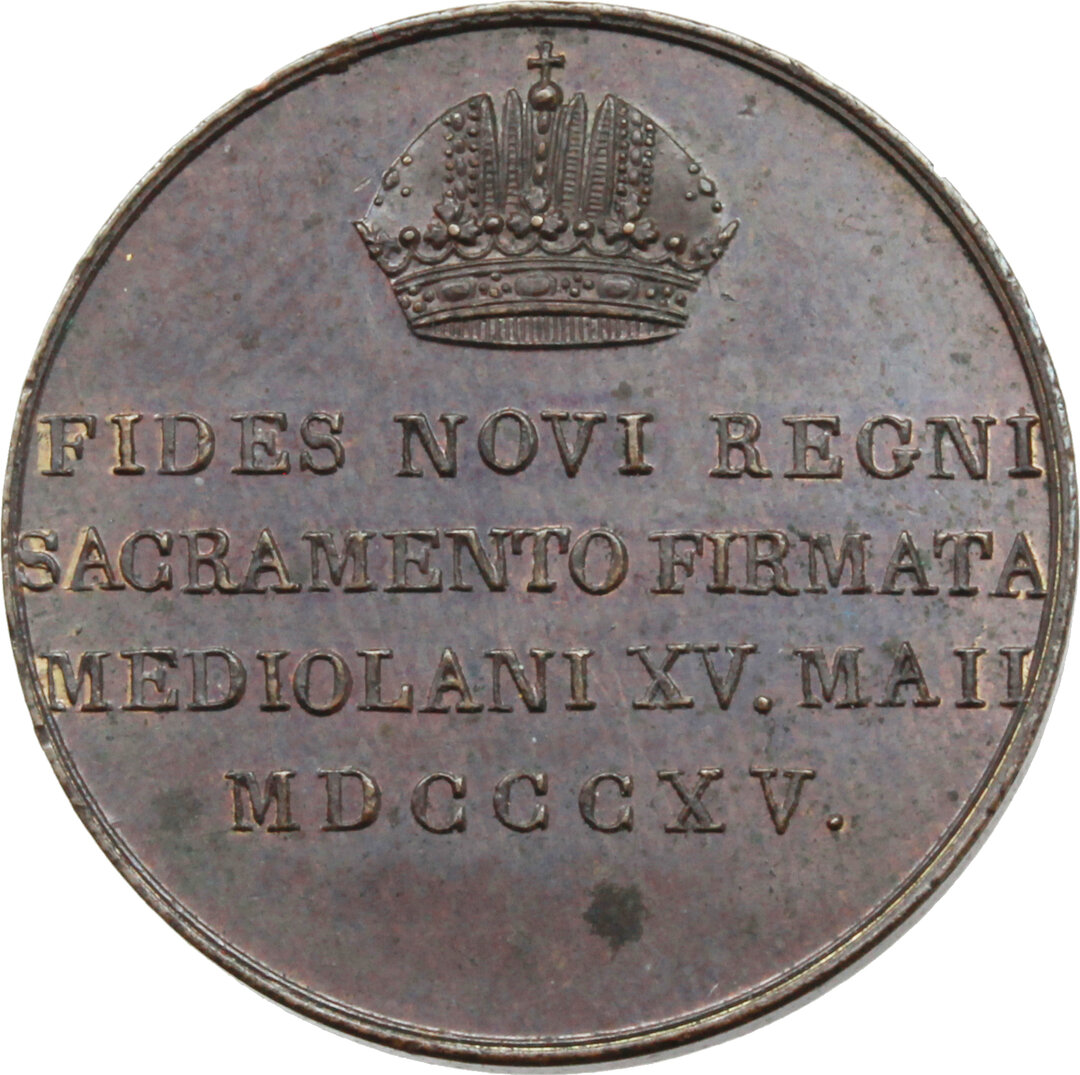 FIDES NOVI REGNI
SACRAMENTO FIRMATA
MEDIOLANI XV. MAII
MDCCCXV.